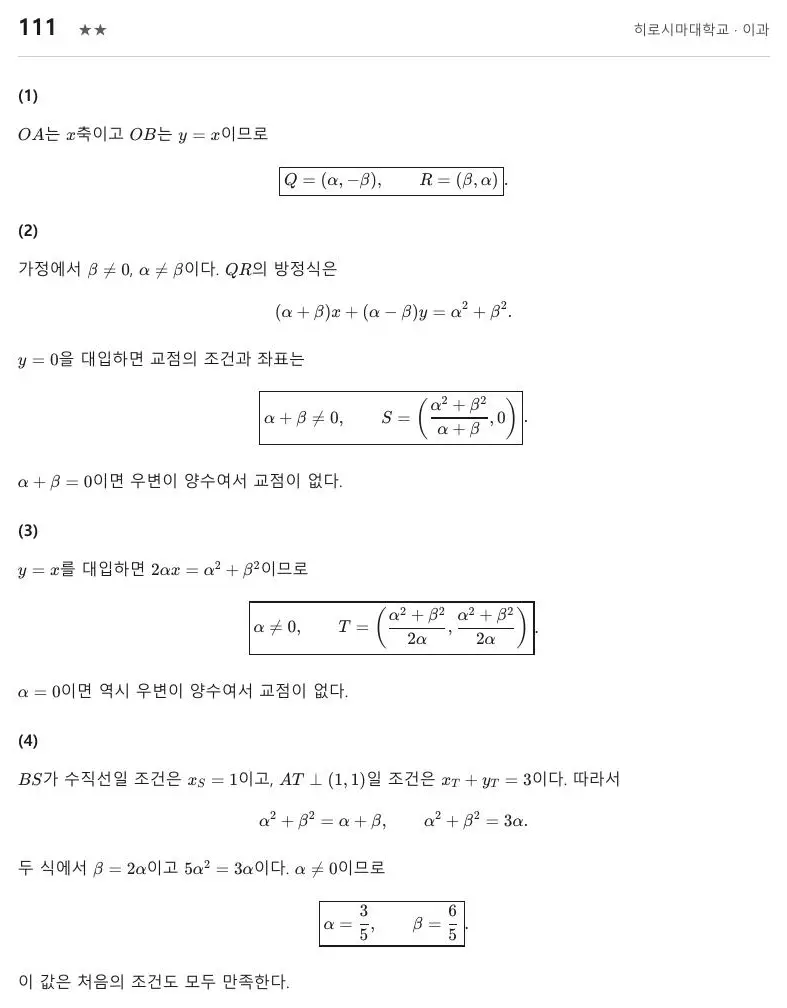 111 ★★ 히로시마대학교 · 이과
(1)
OA는 x축이고 OB는 y = x이므로
Q = (α, −β), R = (β, α).
(2)
가정에서 β ≠ 0, α ≠ β이다. QR의 방정식은
(α + β)x + (α − β)y = α² + β².
y = 0을 대입하면 교점의 조건과 좌표는
α + β ≠ 0, S = ( (α² + β²)/(α + β), 0 ).
α + β = 0이면 우변이 양수여서 교점이 없다.
(3)
y = x를 대입하면 2αx = α² + β²이므로
α ≠ 0, T = ( (α² + β²)/(2α), (α² + β²)/(2α) ).
α = 0이면 역시 우변이 양수여서 교점이 없다.
(4)
BS가 수직선일 조건은 x_S = 1이고, AT ⊥ (1, 1)일 조건은 x_T + y_T = 3이다. 따라서
α² + β² = α + β, α² + β² = 3α.
두 식에서 β = 2α이고 5α² = 3α이다. α ≠ 0이므로
α = 3/5, β = 6/5.
이 값은 처음의 조건도 모두 만족한다.